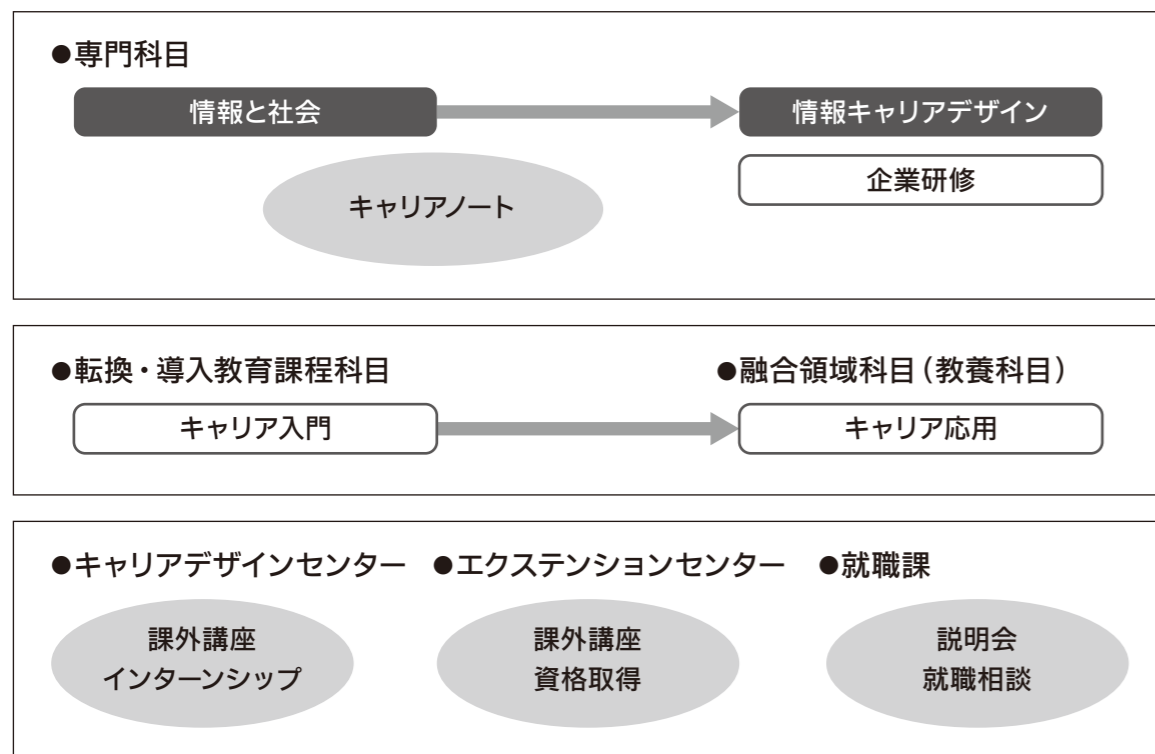 ●専門科目
情報と社会
情報キャリアデザイン
企業研修
キャリアノート
●転換・導入教育課程科目
●融合領域科目（教養科目）
キャリア入門
キャリア応用
●キャリアデザインセンター
●エクステンションセンター
●就職課
課外講座
インターンシップ
課外講座
資格取得
説明会
就職相談